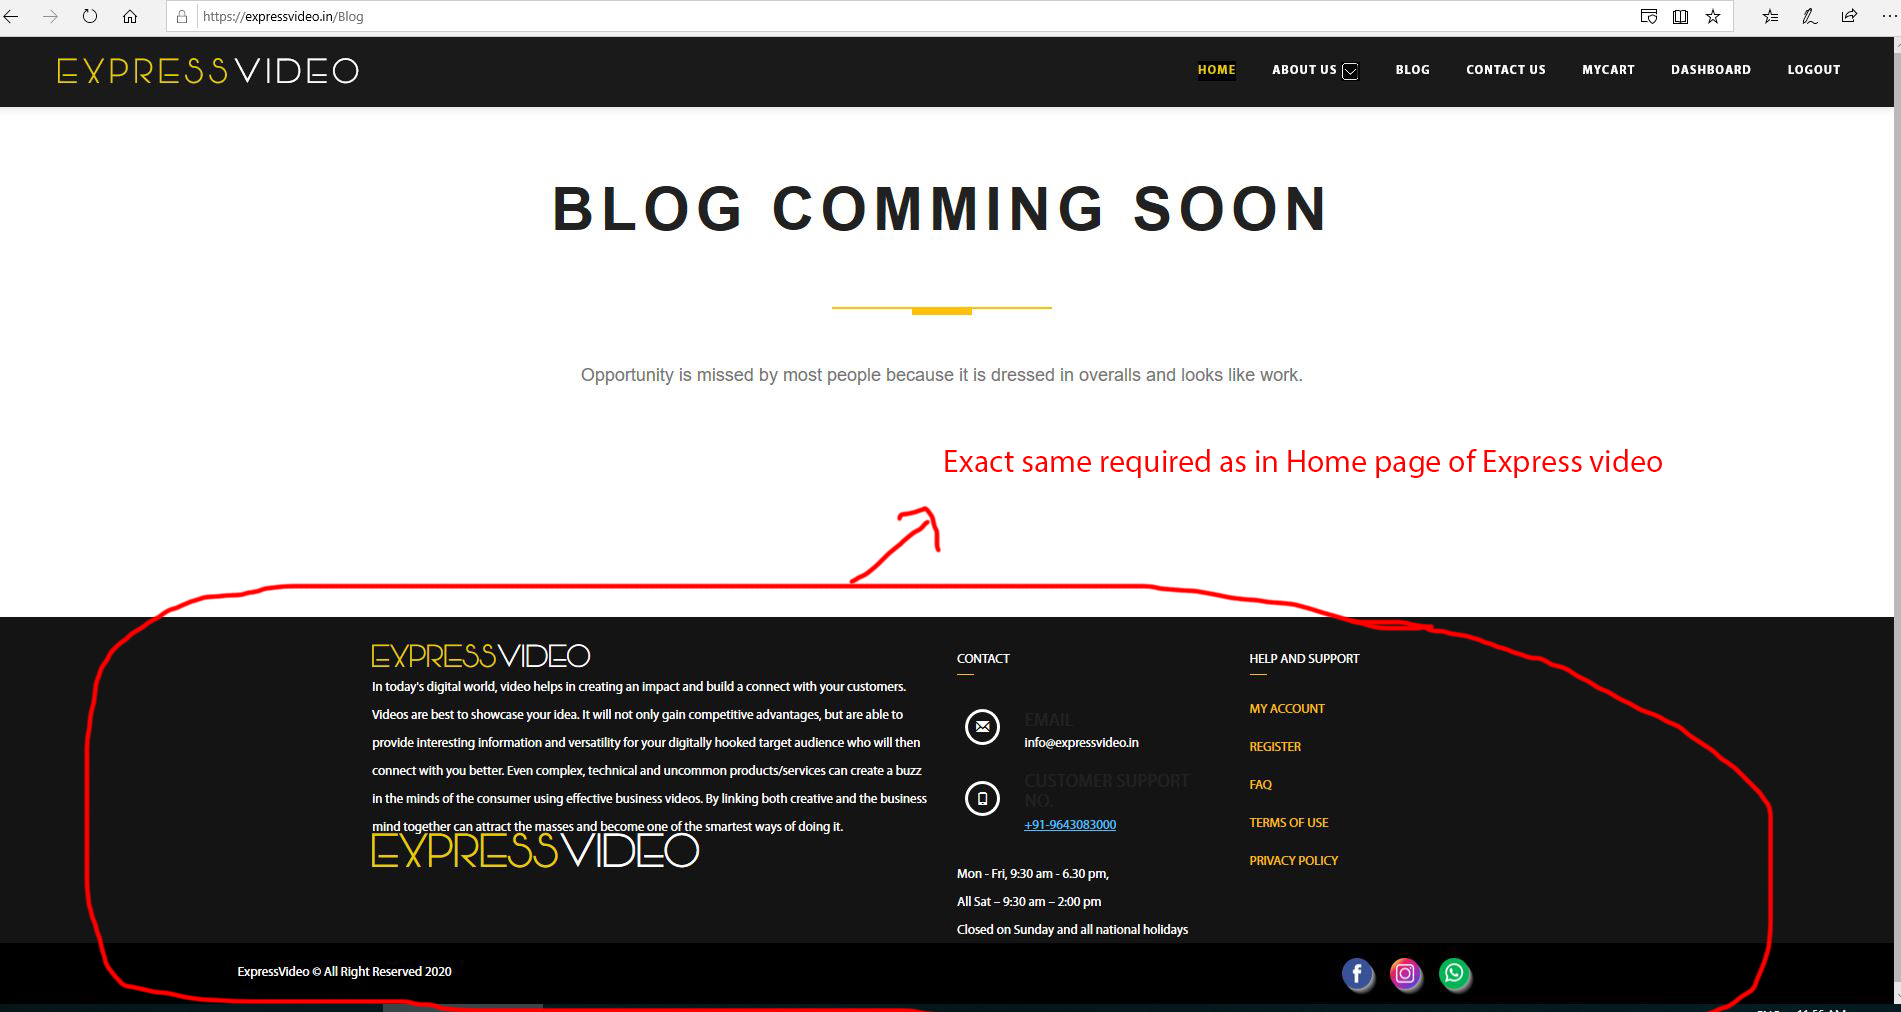 https://expressvideo.in/Blog
EXPRESSVIDEO
HOME ABOUT US BLOG CONTACT US MYCART DASHBOARD LOGOUT
BLOG COMMING SOON
Opportunity is missed by most people because it is dressed in overalls and looks like work.
Exact same required as in Home page of Express video
EXPRESSVIDEO
In today's digital world, video helps in creating an impact and build a connect with your customers.
Videos are best to showcase your idea. It will not only gain competitive advantages, but are able to
provide interesting information and versatility for your digitally hooked target audience who will then
connect with you better. Even complex, technical and uncommon products/services can create a buzz
in the minds of the consumer using effective business videos. By linking both creative and the business
mind together can attract the masses and become one of the smartest ways of doing it.
EXPRESSVIDEO
CONTACT
EMAIL
info@expressvideo.in
CUSTOMER SUPPORT
NO.
+91-9643083000
Mon - Fri, 9:30 am - 6.30 pm,
All Sat – 9:30 am – 2:00 pm
Closed on Sunday and all national holidays
HELP AND SUPPORT
MY ACCOUNT
REGISTER
FAQ
TERMS OF USE
PRIVACY POLICY
ExpressVideo © All Right Reserved 2020